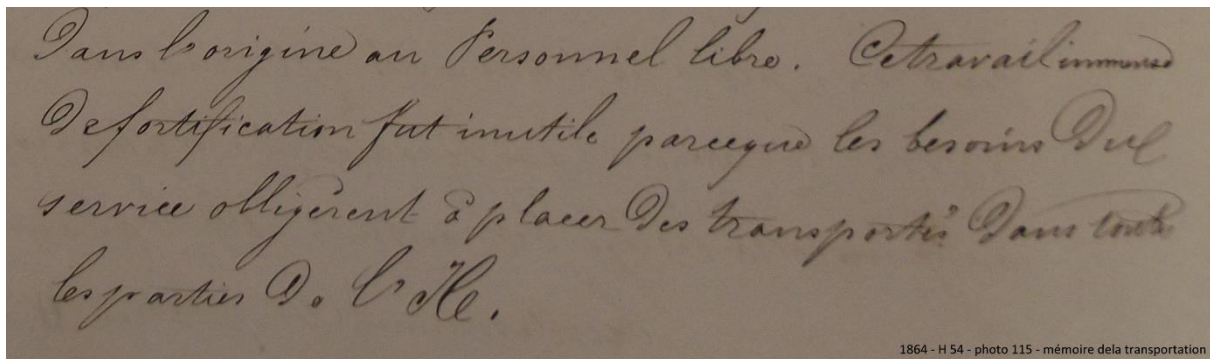 Dans l'origine au Personnel libre. Ce travail immense
De fortification fut inutile parceque les besoins Du
service obligèrent à placer Des transportés Dans toutes
les parties De l'Ile.
1864 - H 54 - photo 115 - mémoire dela transportation